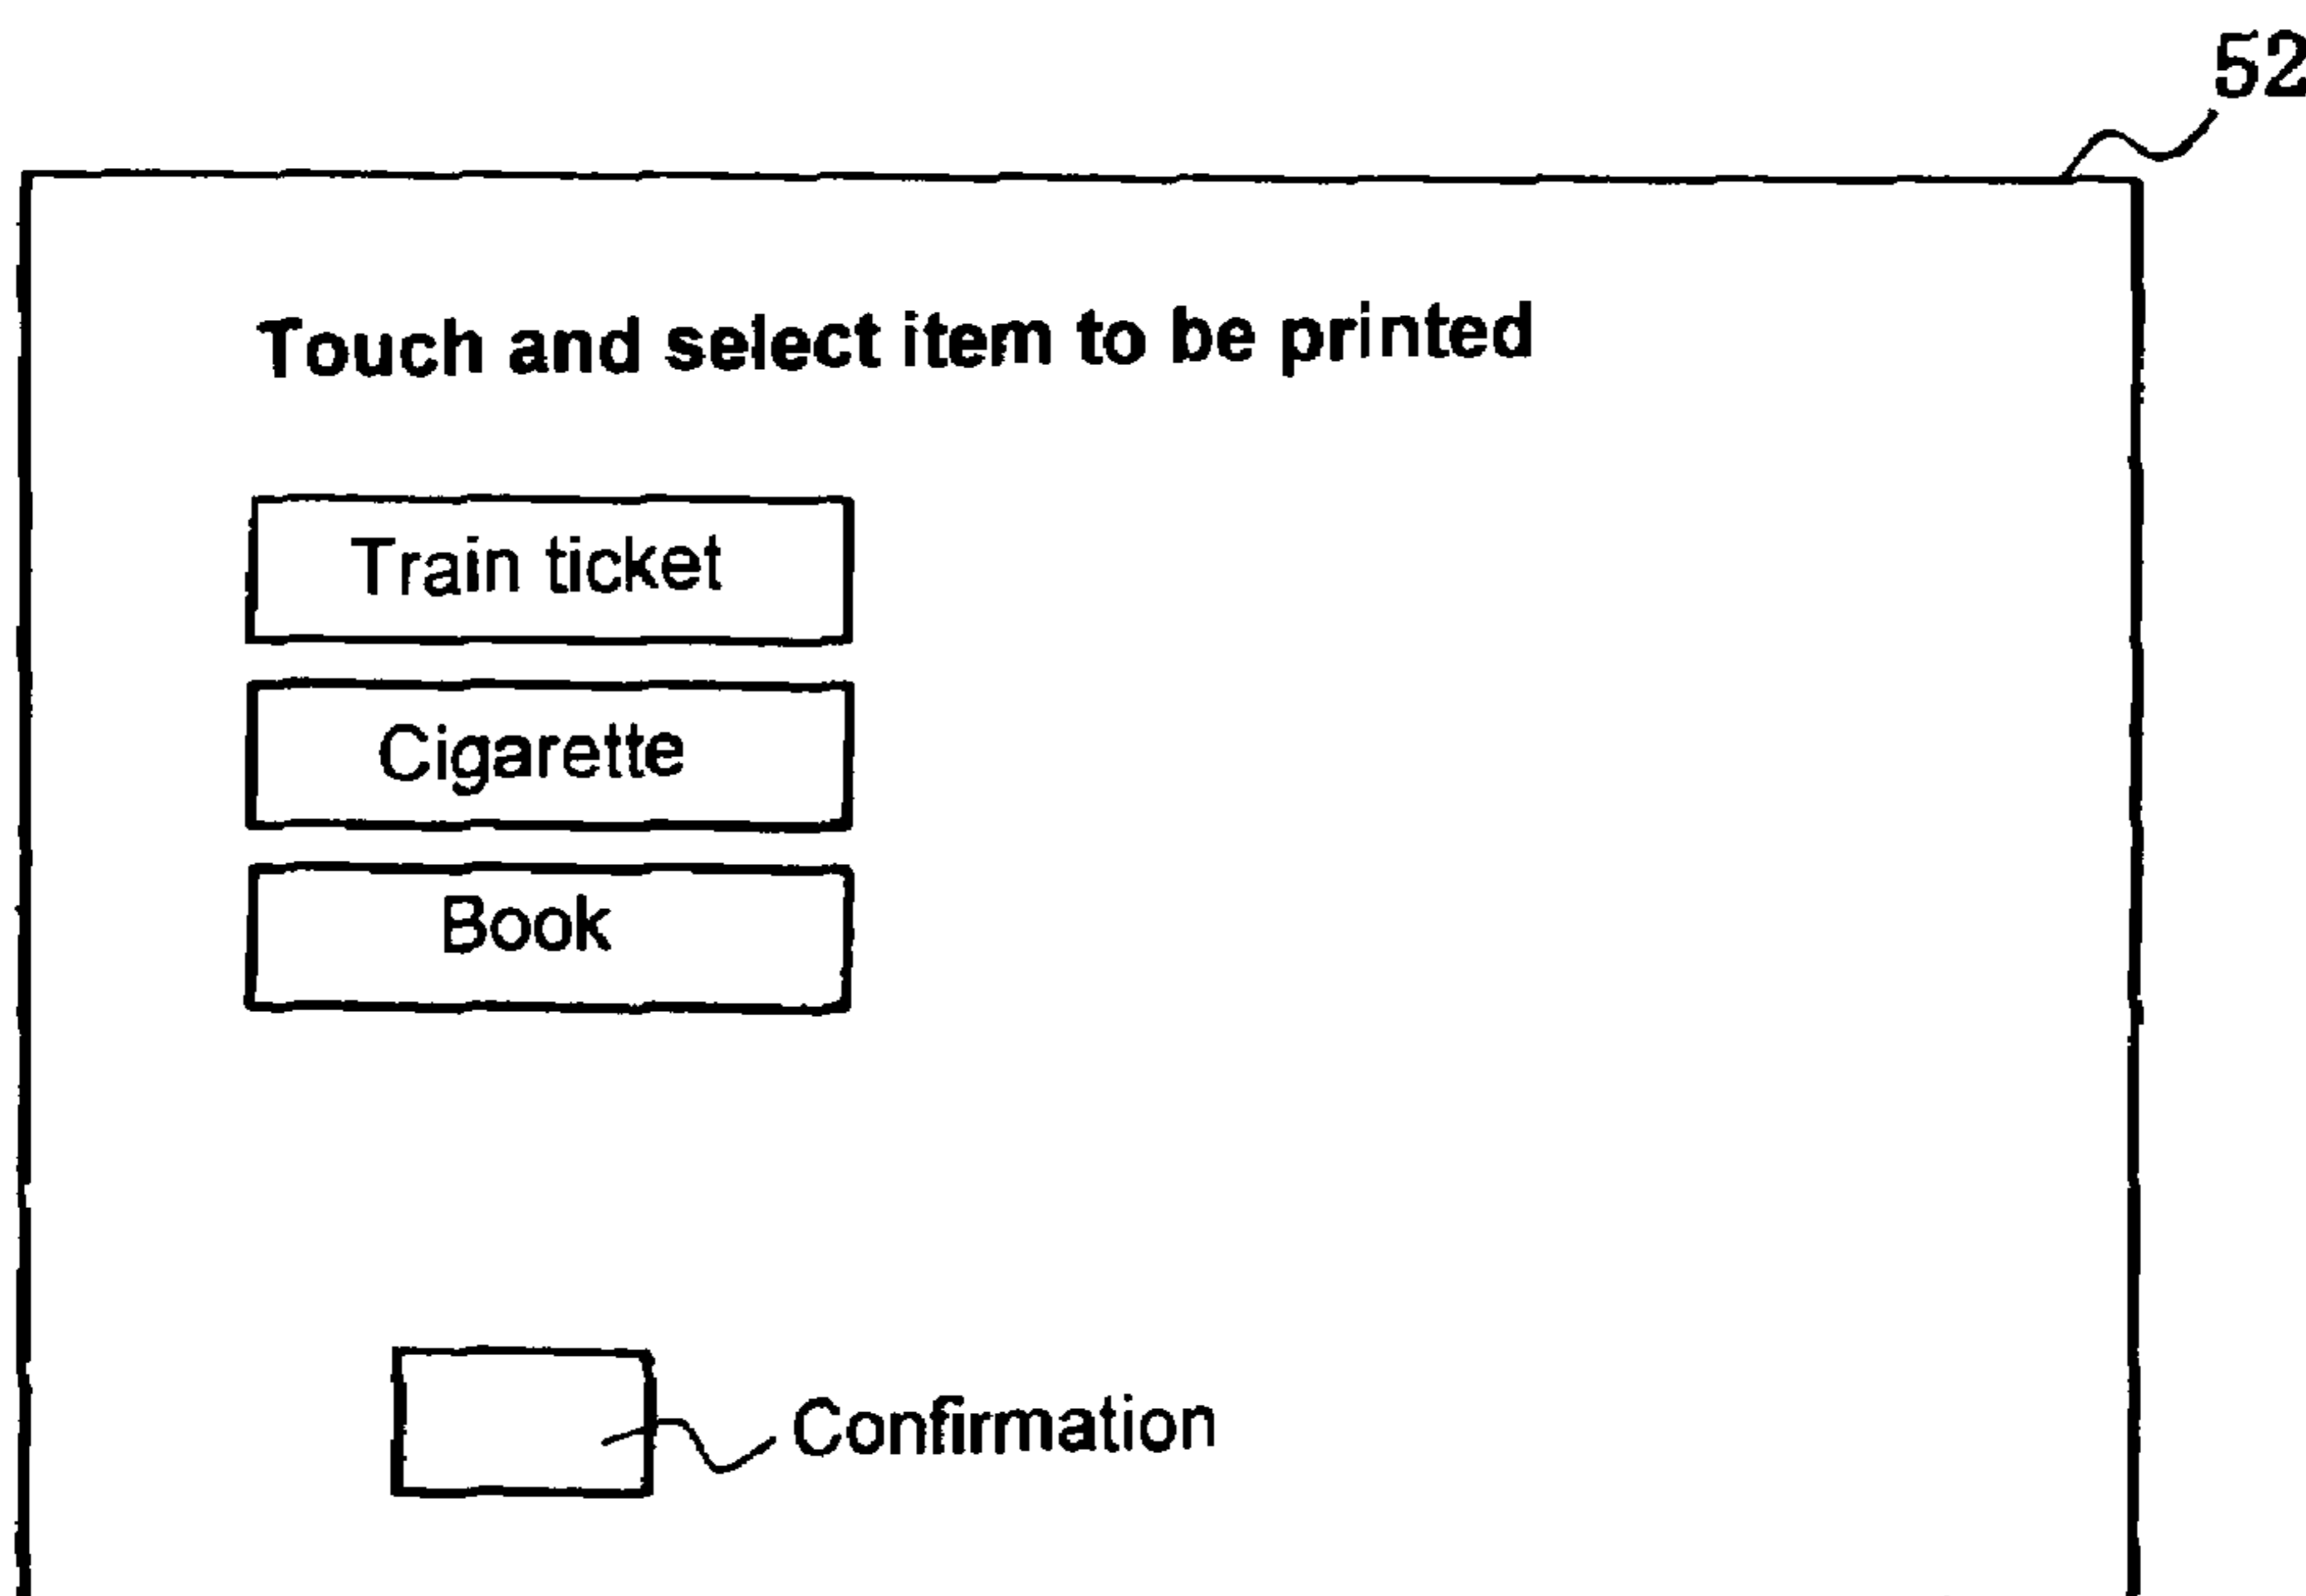 52
Touch and select item to be printed
Train ticket
Cigarette
Book
Confirmation